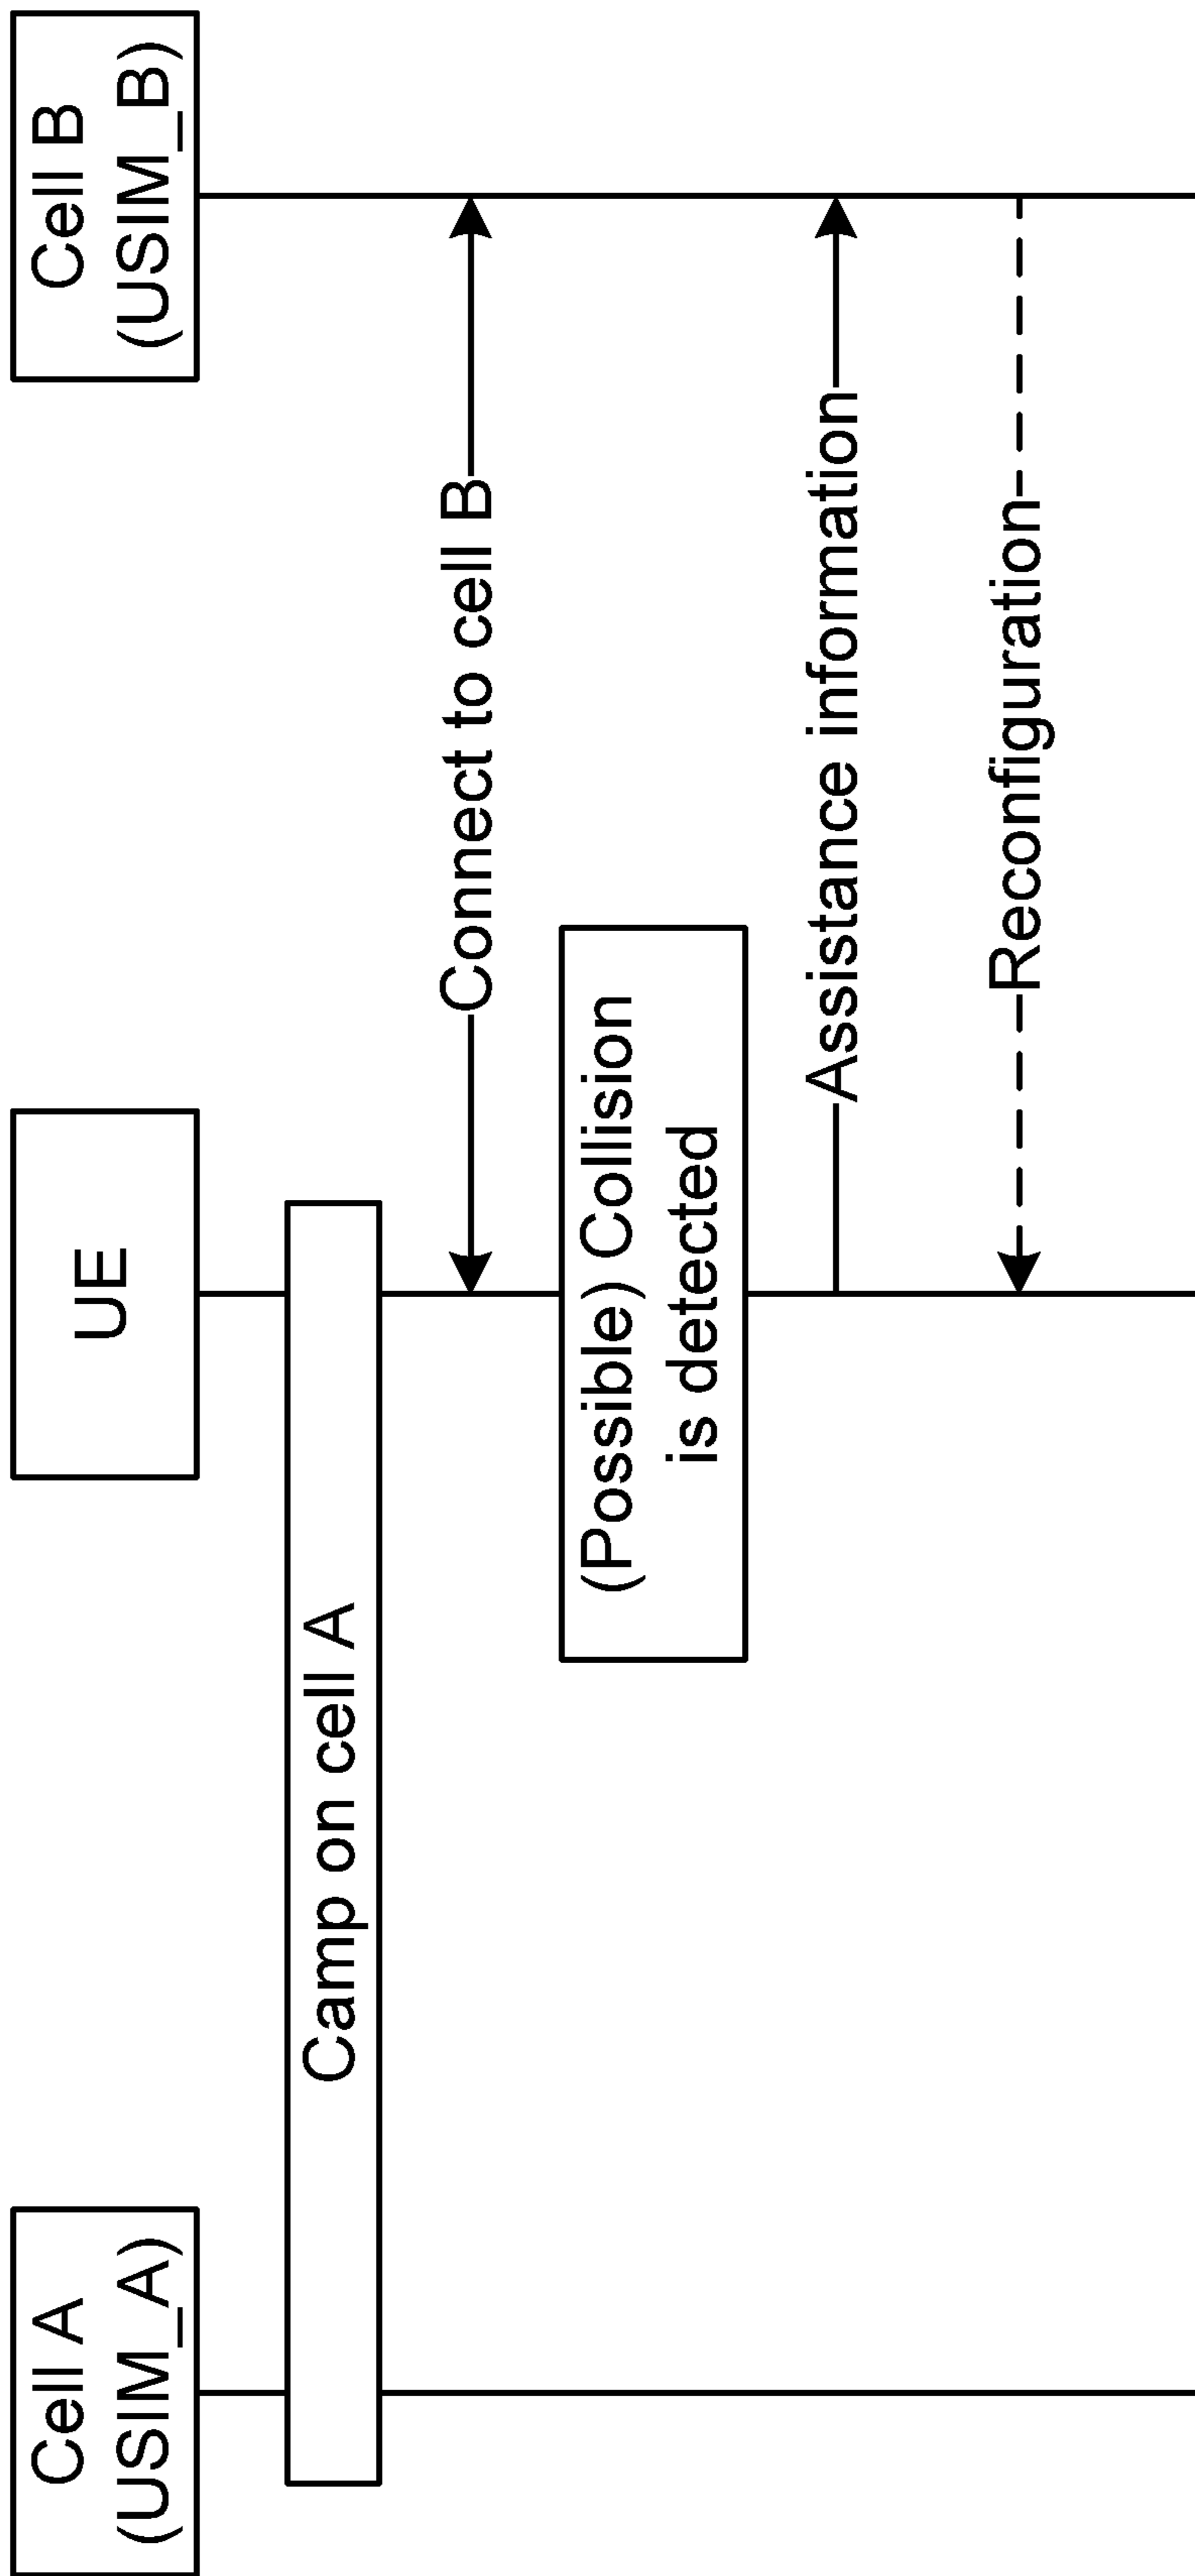 Cell A
(USIM_A)
UE
Cell B
(USIM_B)
Camp on cell A
Connect to cell B
(Possible) Collision
is detected
Assistance information
Reconfiguration